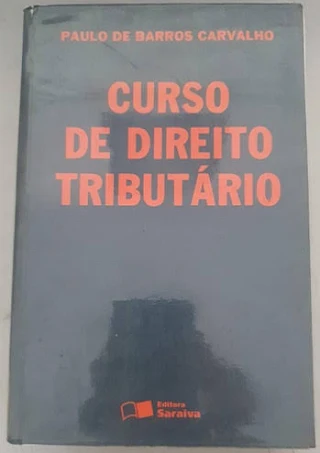 PAULO DE BARROS CARVALHO
CURSO
DE DIREITO
TRIBUTÁRIO
Editora
Saraiva